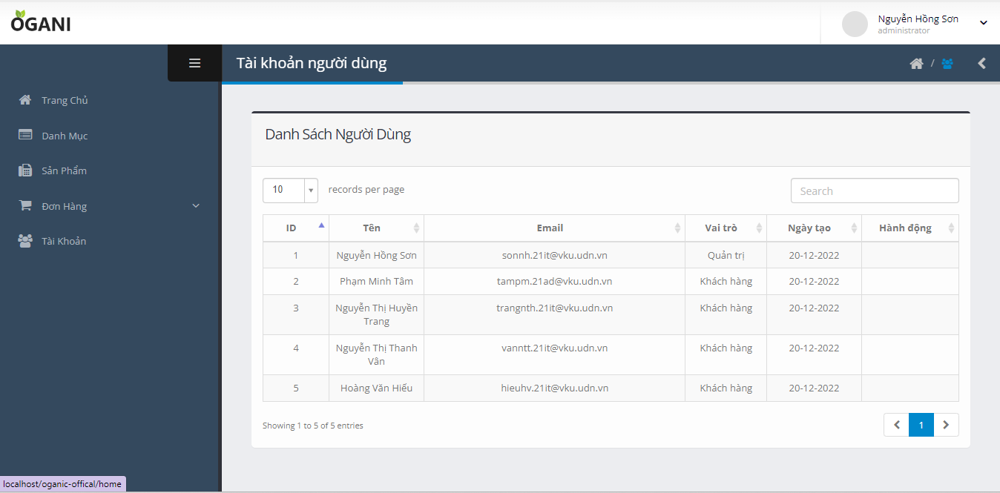 OGANI
Nguyễn Hồng Sơn
administrator
Tài khoản người dùng
/
Trang Chủ
Danh Mục
Sản Phẩm
Đơn Hàng
Tài Khoản
Danh Sách Người Dùng
10 records per page Search
ID Tên Email Vai trò Ngày tạo Hành động
1 Nguyễn Hồng Sơn sonnh.21it@vku.udn.vn Quản trị 20-12-2022
2 Phạm Minh Tâm tampm.21ad@vku.udn.vn Khách hàng 20-12-2022
3 Nguyễn Thị Huyền trangnth.21it@vku.udn.vn Khách hàng 20-12-2022
Trang
4 Nguyễn Thị Thanh vanntt.21it@vku.udn.vn Khách hàng 20-12-2022
Vân
5 Hoàng Văn Hiếu hieuhv.21it@vku.udn.vn Khách hàng 20-12-2022
Showing 1 to 5 of 5 entries
1
localhost/oganic-offical/home